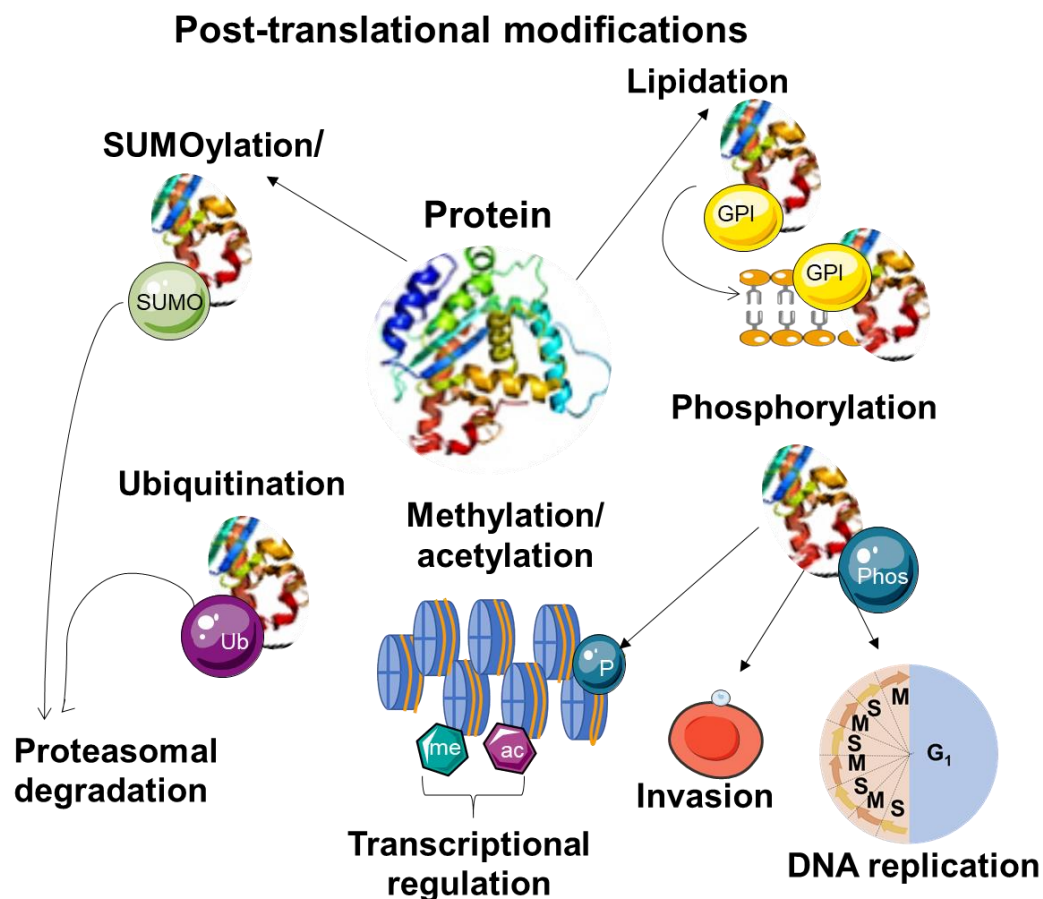 Post-translational modifications
Lipidation
SUMOylation/
Protein
GPI
GPI
SUMO
Phosphorylation
Ubiquitination
Methylation/
acetylation
Phos
Ub
P
me
ac
M
S
M
S
M
S
M
S
G1
Proteasomal
degradation
Invasion
Transcriptional
regulation
DNA replication